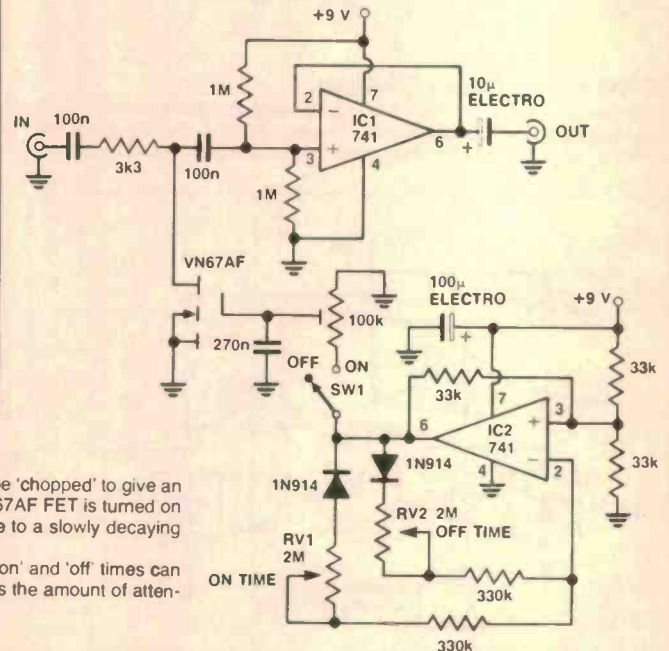 +9 V
1M
IN
100n
3k3
100n
2
7
IC1
741
3
4
6
10µ
ELECTRO
+
OUT
1M
VN67AF
270n
100k
OFF
ON
SW1
100µ
ELECTRO
+
+9 V
33k
33k
33k
6
7
3
IC2
741
4
2
1N914
1N914
RV1
2M
ON TIME
RV2 2M
OFF TIME
330k
330k
e 'chopped' to give an
67AF FET is turned on
e to a slowly decaying
on' and 'off' times can
s the amount of atten-